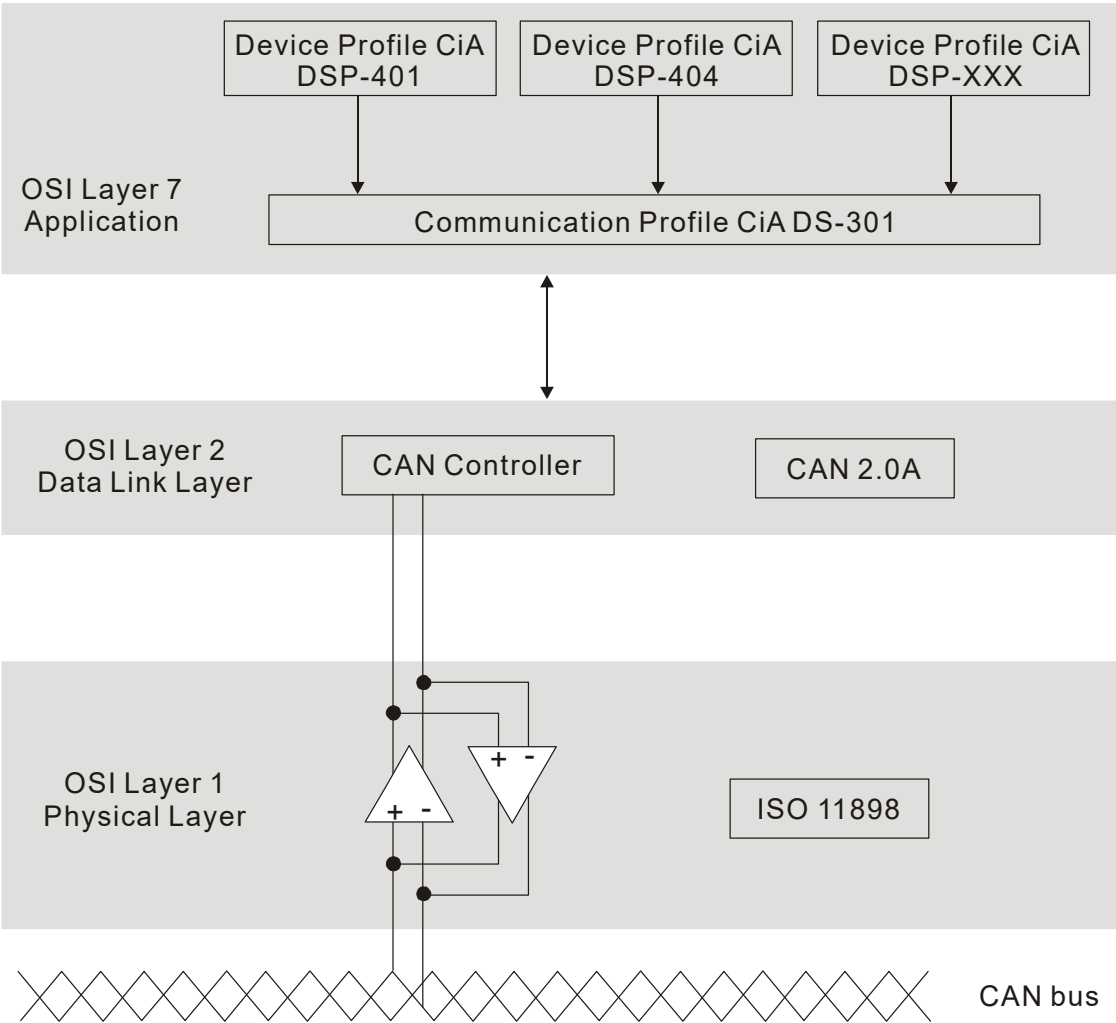 Device Profile CiA
DSP-401
Device Profile CiA
DSP-404
Device Profile CiA
DSP-XXX
OSI Layer 7
Application
Communication Profile CiA DS-301
OSI Layer 2
Data Link Layer
CAN Controller
CAN 2.0A
OSI Layer 1
Physical Layer
+ -
+ -
ISO 11898
CAN bus